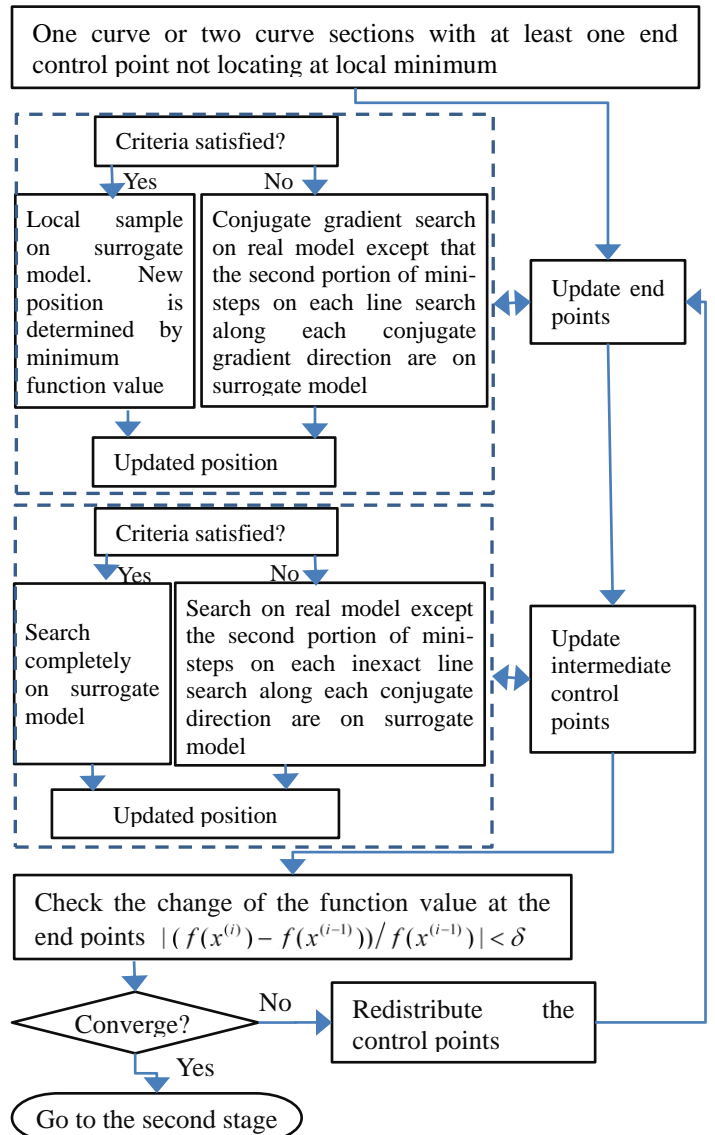 One curve or two curve sections with at least one end
control point not locating at local minimum
Criteria satisfied?
Yes
No
Local sample
on surrogate
model. New
position is
determined by
minimum
function value
Conjugate gradient search
on real model except that
the second portion of mini-
steps on each line search
along each conjugate
gradient direction are on
surrogate model
Update end
points
Updated position
Criteria satisfied?
Yes
No
Search
completely
on surrogate
model
Search on real model except
the second portion of mini-
steps on each inexact line
search along each conjugate
direction are on surrogate
model
Update
intermediate
control
points
Updated position
Check the change of the function value at the
end points |(f(x^{(i)}) − f(x^{(i−1)}))/f(x^{(i−1)})| < δ
Converge?
No
Redistribute the
control points
Yes
Go to the second stage